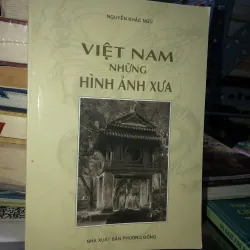 NGUYỄN KHẮC NGỮ
VIỆT NAM
NHỮNG
HÌNH ẢNH XƯA
NHÀ XUẤT BẢN PHƯƠNG ĐÔNG